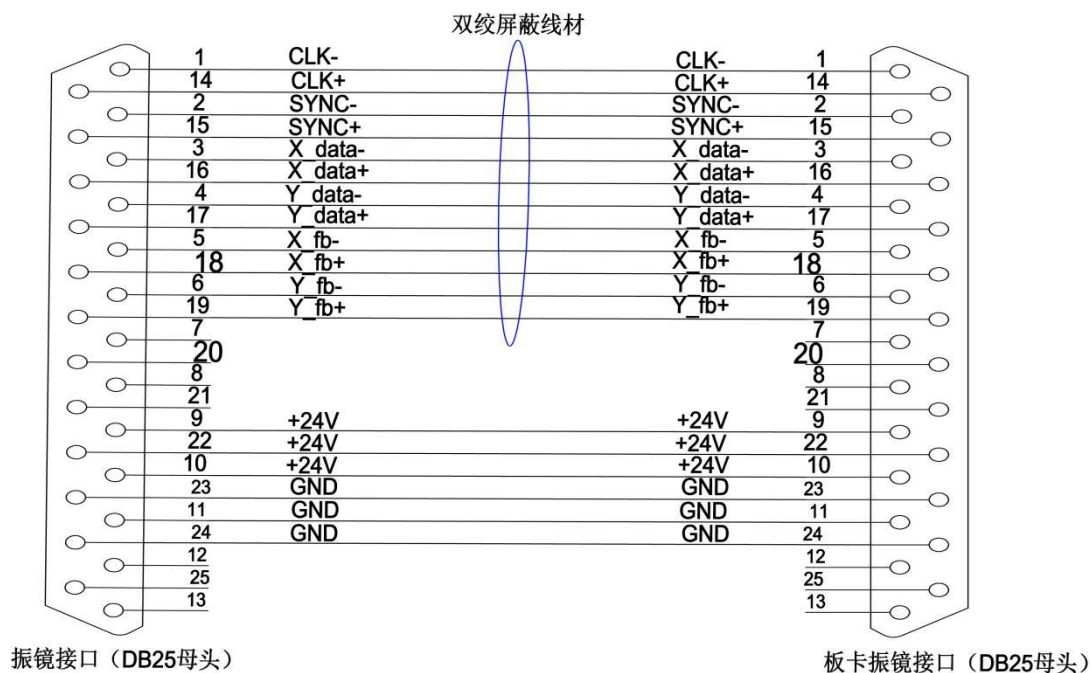 双绞屏蔽线材
1 CLK- CLK- 1
14 CLK+ CLK+ 14
2 SYNC- SYNC- 2
15 SYNC+ SYNC+ 15
3 X_data- X_data- 3
16 X_data+ X_data+ 16
4 Y_data- Y_data- 4
17 Y_data+ Y_data+ 17
5 X_fb- X_fb- 5
18 X_fb+ X_fb+ 18
6 Y_fb- Y_fb- 6
19 Y_fb+ Y_fb+ 19
7 7
20 20
8 8
21 21
9 +24V +24V 9
22 +24V +24V 22
10 +24V +24V 10
23 GND GND 23
11 GND GND 11
24 GND GND 24
12 12
25 25
13 13
振镜接口（DB25母头） 板卡振镜接口（DB25母头）